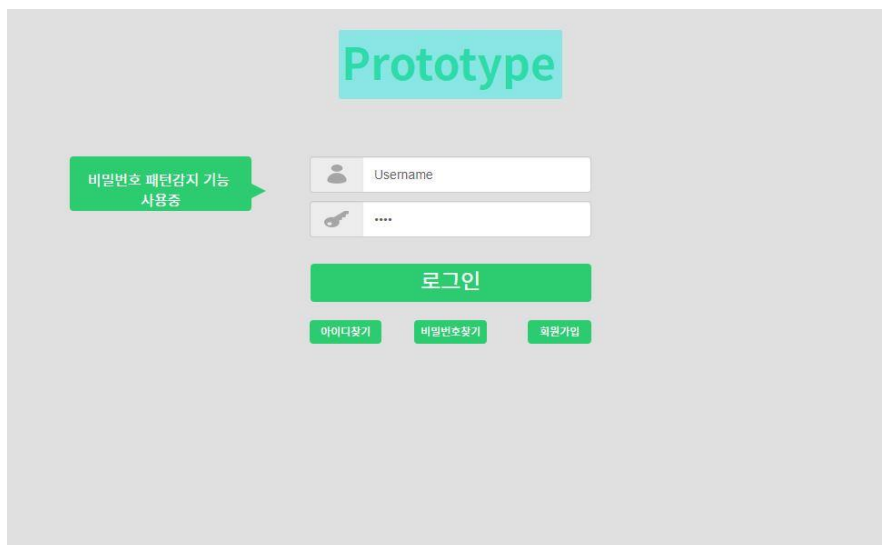 Prototype
비밀번호 패턴감지 기능
사용중
Username
••••
로그인
아이디찾기
비밀번호찾기
회원가입